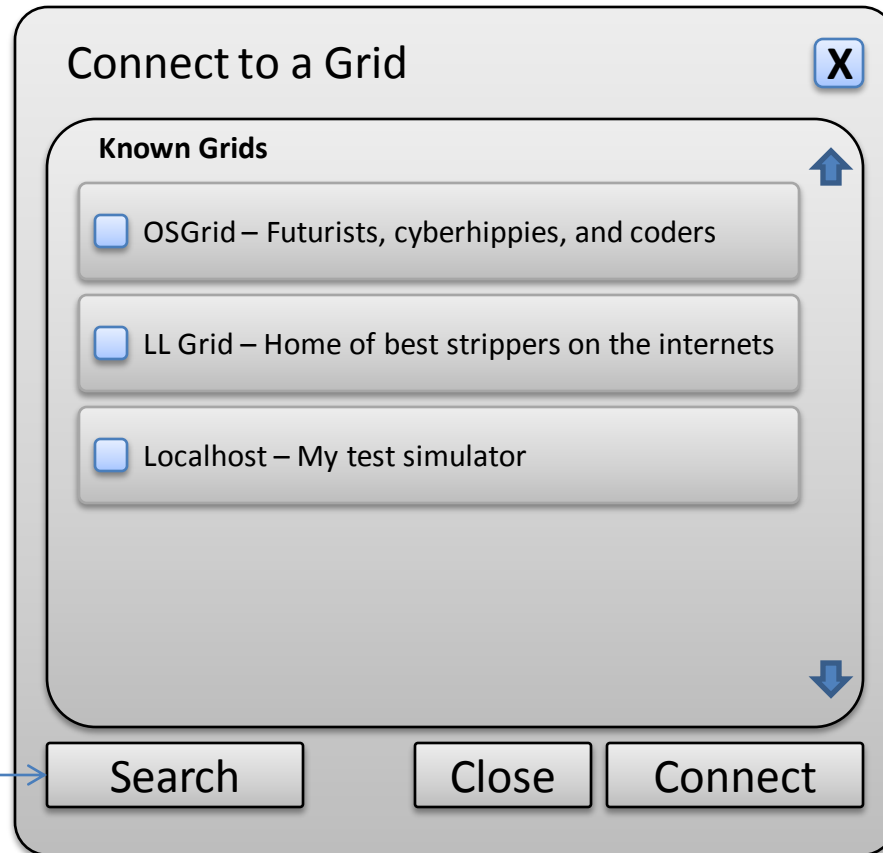 Connect to a Grid
X
Known Grids
OSGrid – Futurists, cyberhippies, and coders
LL Grid – Home of best strippers on the internets
Localhost – My test simulator
Search
Close
Connect